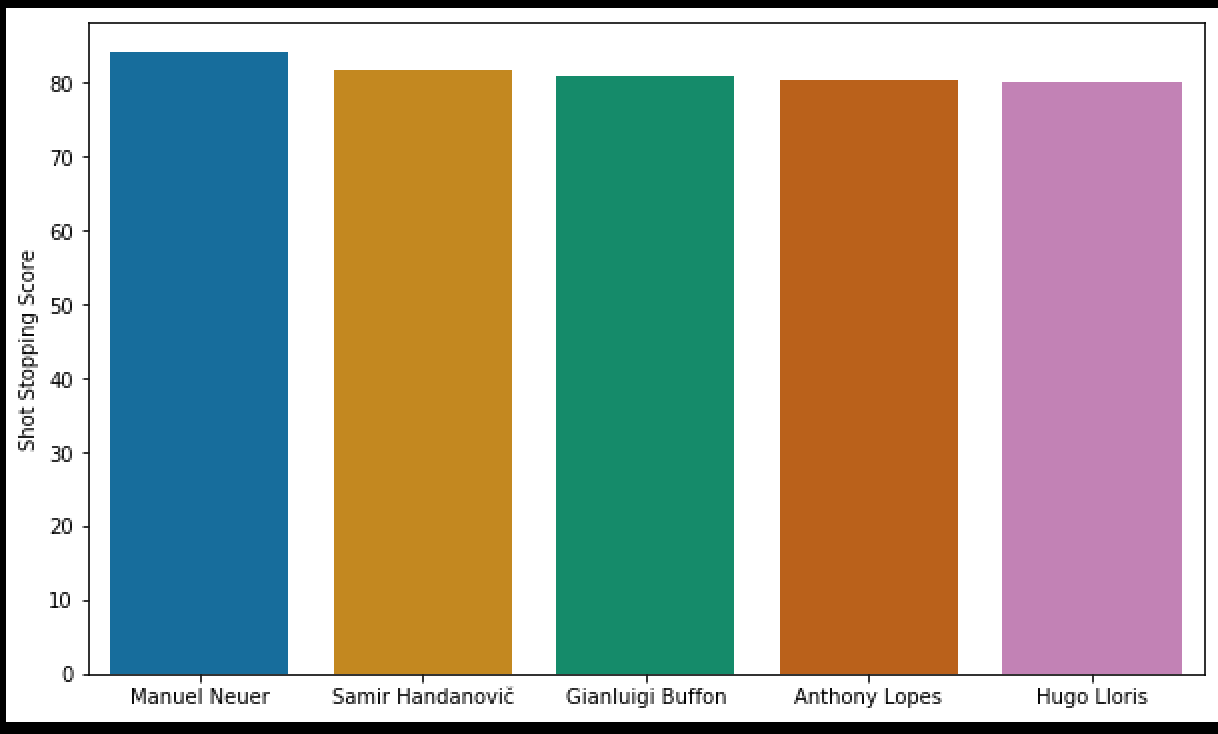 Shot Stopping Score
80
70
60
50
40
30
20
10
0
Manuel Neuer
Samir Handanovič
Gianluigi Buffon
Anthony Lopes
Hugo Lloris